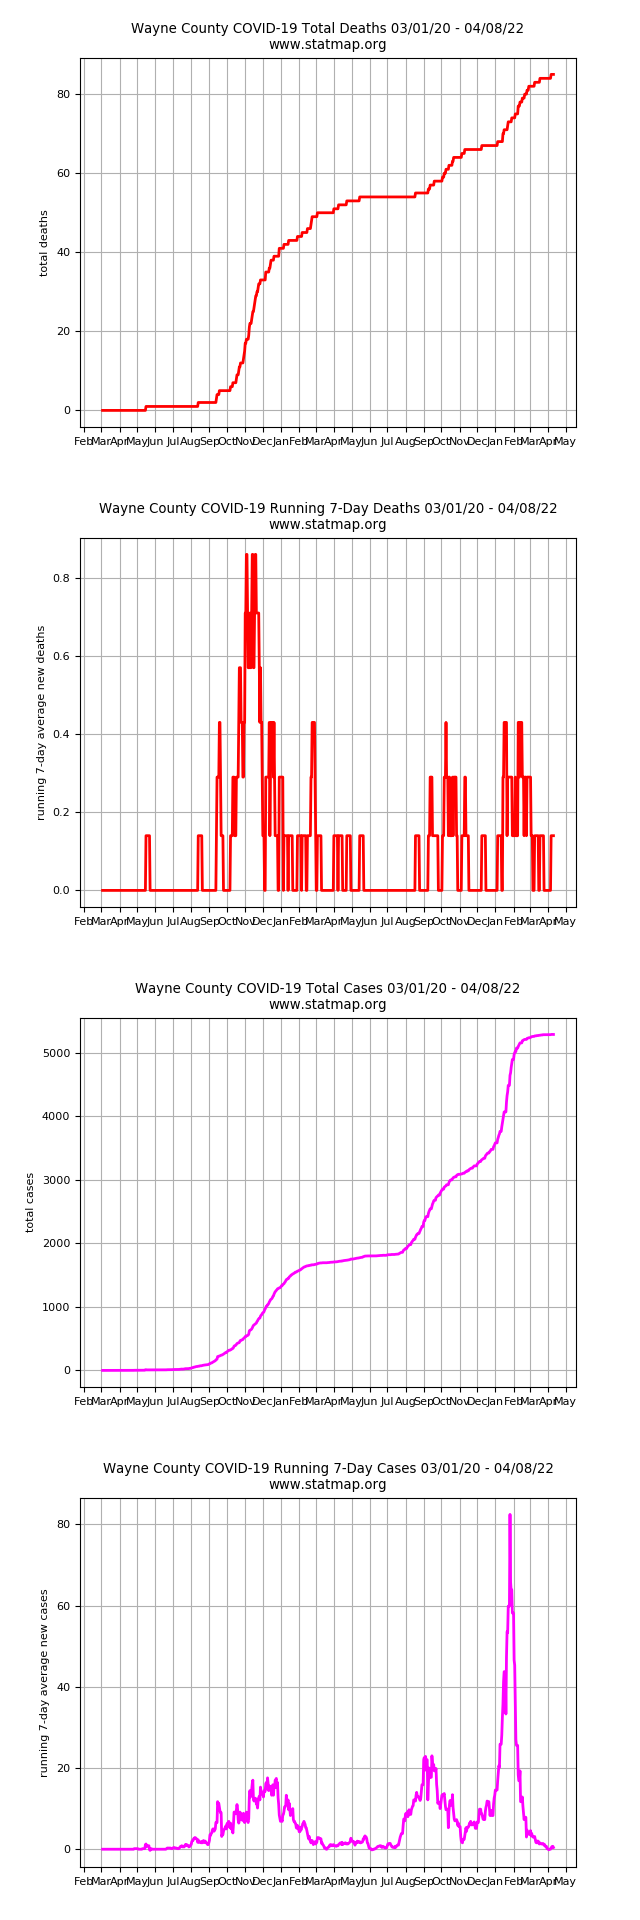 Wayne County COVID-19 Total Deaths 03/01/20 - 04/08/22
www.statmap.org
total deaths
80
60
40
20
0
Feb Mar Apr May Jun Jul Aug Sep Oct Nov Dec Jan Feb Mar Apr May Jun Jul Aug Sep Oct Nov Dec Jan Feb Mar Apr May
Wayne County COVID-19 Running 7-Day Deaths 03/01/20 - 04/08/22
www.statmap.org
running 7-day average new deaths
0.8
0.6
0.4
0.2
0.0
Feb Mar Apr May Jun Jul Aug Sep Oct Nov Dec Jan Feb Mar Apr May Jun Jul Aug Sep Oct Nov Dec Jan Feb Mar Apr May
Wayne County COVID-19 Total Cases 03/01/20 - 04/08/22
www.statmap.org
total cases
5000
4000
3000
2000
1000
0
Feb Mar Apr May Jun Jul Aug Sep Oct Nov Dec Jan Feb Mar Apr May Jun Jul Aug Sep Oct Nov Dec Jan Feb Mar Apr May
Wayne County COVID-19 Running 7-Day Cases 03/01/20 - 04/08/22
www.statmap.org
running 7-day average new cases
80
60
40
20
0
Feb Mar Apr May Jun Jul Aug Sep Oct Nov Dec Jan Feb Mar Apr May Jun Jul Aug Sep Oct Nov Dec Jan Feb Mar Apr May